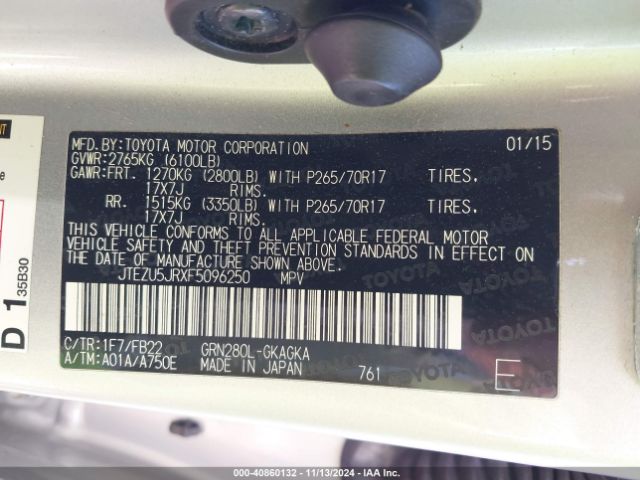 MFD.BY:TOYOTA MOTOR CORPORATION 01/15
GVWR:2765KG (6100LB)
GAWR:FRT. 1270KG (2800LB) WITH P265/70R17 TIRES.
17X7J RIMS.
RR. 1515KG (3350LB) WITH P265/70R17 TIRES.
17X7J RIMS.
THIS VEHICLE CONFORMS TO ALL APPLICABLE FEDERAL MOTOR
VEHICLE SAFETY AND THEFT PREVENTION STANDARDS IN EFFECT ON
THE DATE OF MANUFACTURE SHOWN ABOVE.
JTEZU5JRXF5096250 MPV
C/TR:1F7/FB22 GRN280L-GKAGKA
A/TM:A01A/A750E MADE IN JAPAN 761 E
D 1 35B30
000-40860132 - 11/13/2024 - IAA Inc.